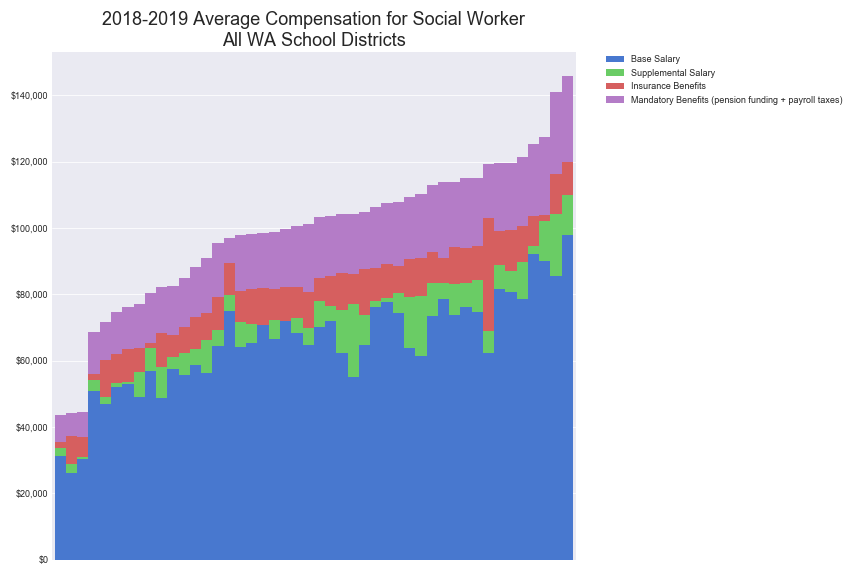 2018-2019 Average Compensation for Social Worker
All WA School Districts
Base Salary
Supplemental Salary
Insurance Benefits
Mandatory Benefits (pension funding + payroll taxes)
$140,000
$120,000
$100,000
$80,000
$60,000
$40,000
$20,000
$0